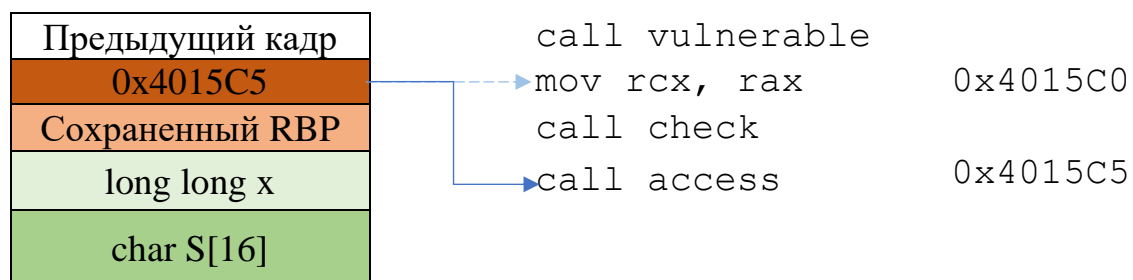 Предыдущий кадр
0x4015C5
Сохраненный RBP
long long x
char S[16]
call vulnerable
mov rcx, rax 0x4015C0
call check
call access 0x4015C5